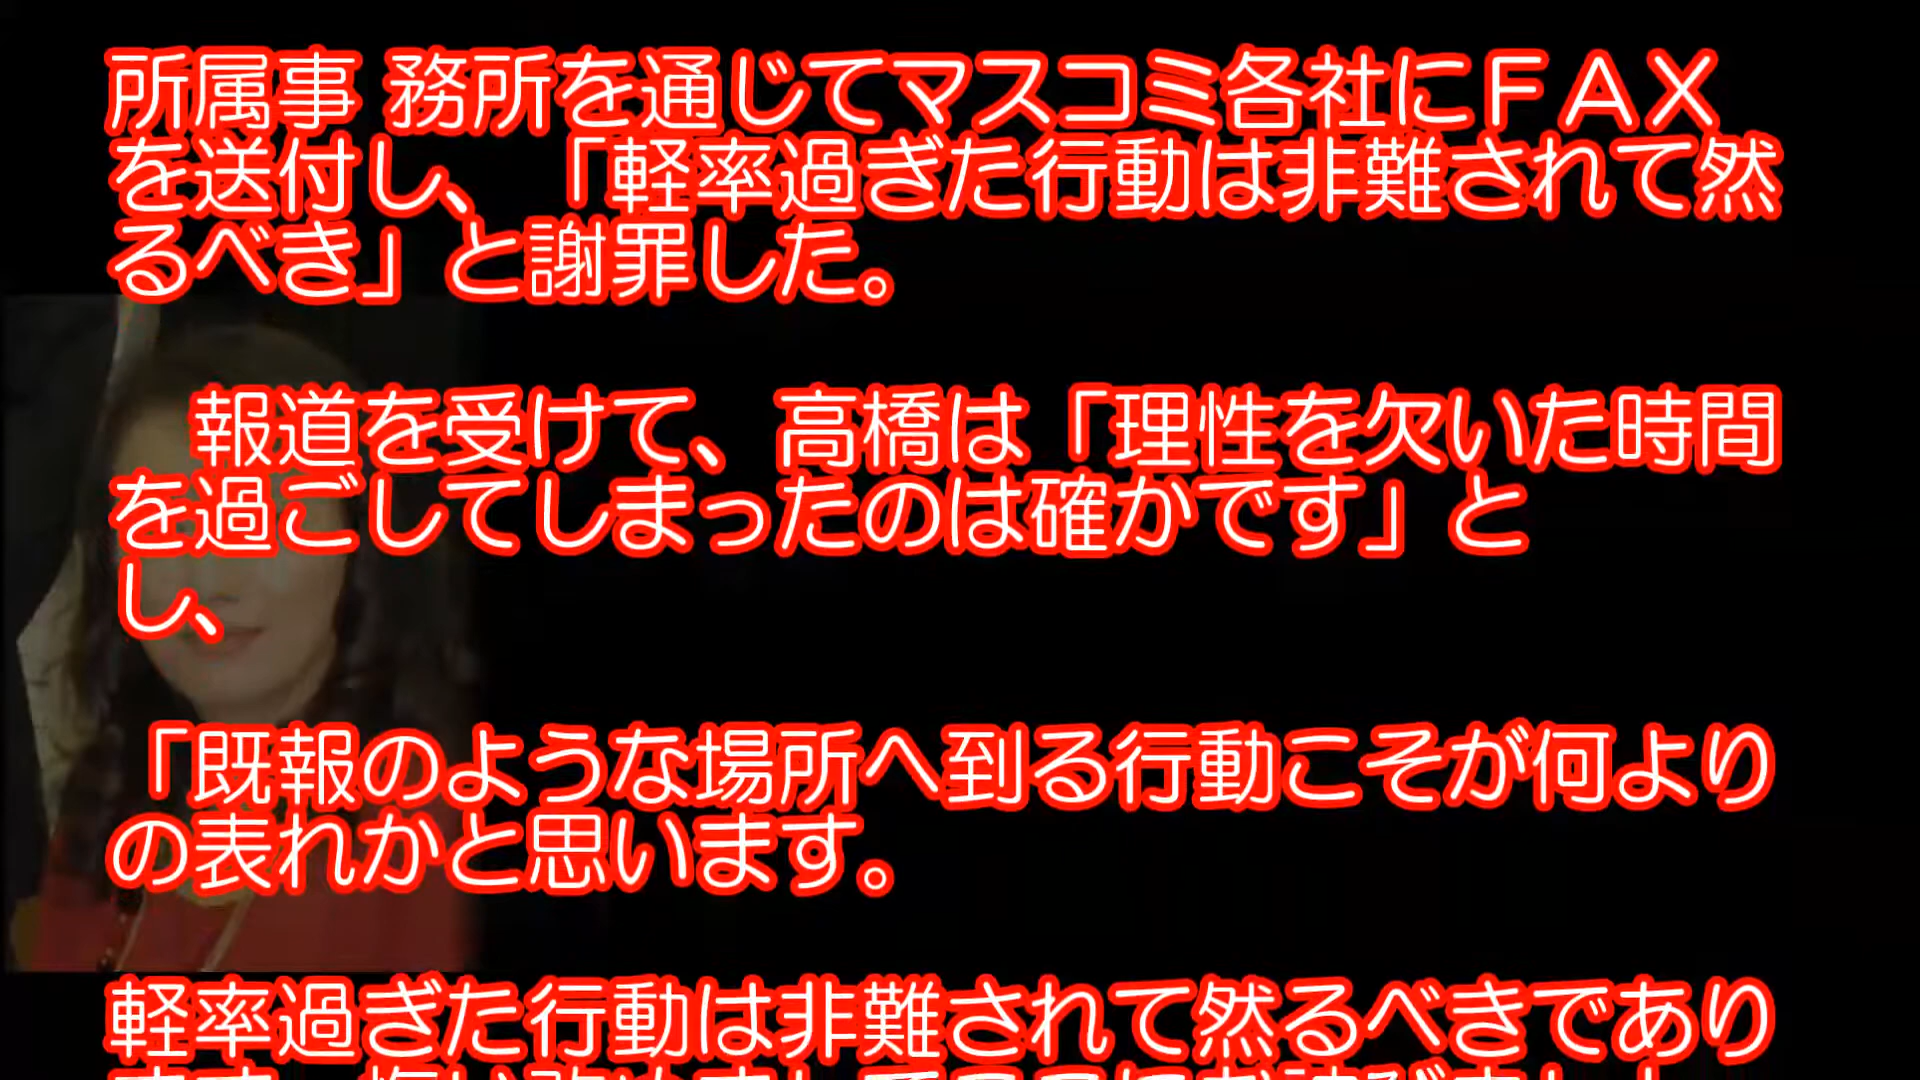 所属事 務所を通じてマスコミ各社にＦＡＸ
を送付し、「軽率過ぎた行動は非難されて然
るべき」と謝罪した。
報道を受けて、高橋は「理性を欠いた時間
を過ごしてしまったのは確かです」と
し、
「既報のような場所へ到る行動こそが何より
の表れかと思います。
軽率過ぎた行動は非難されて然るべきであり